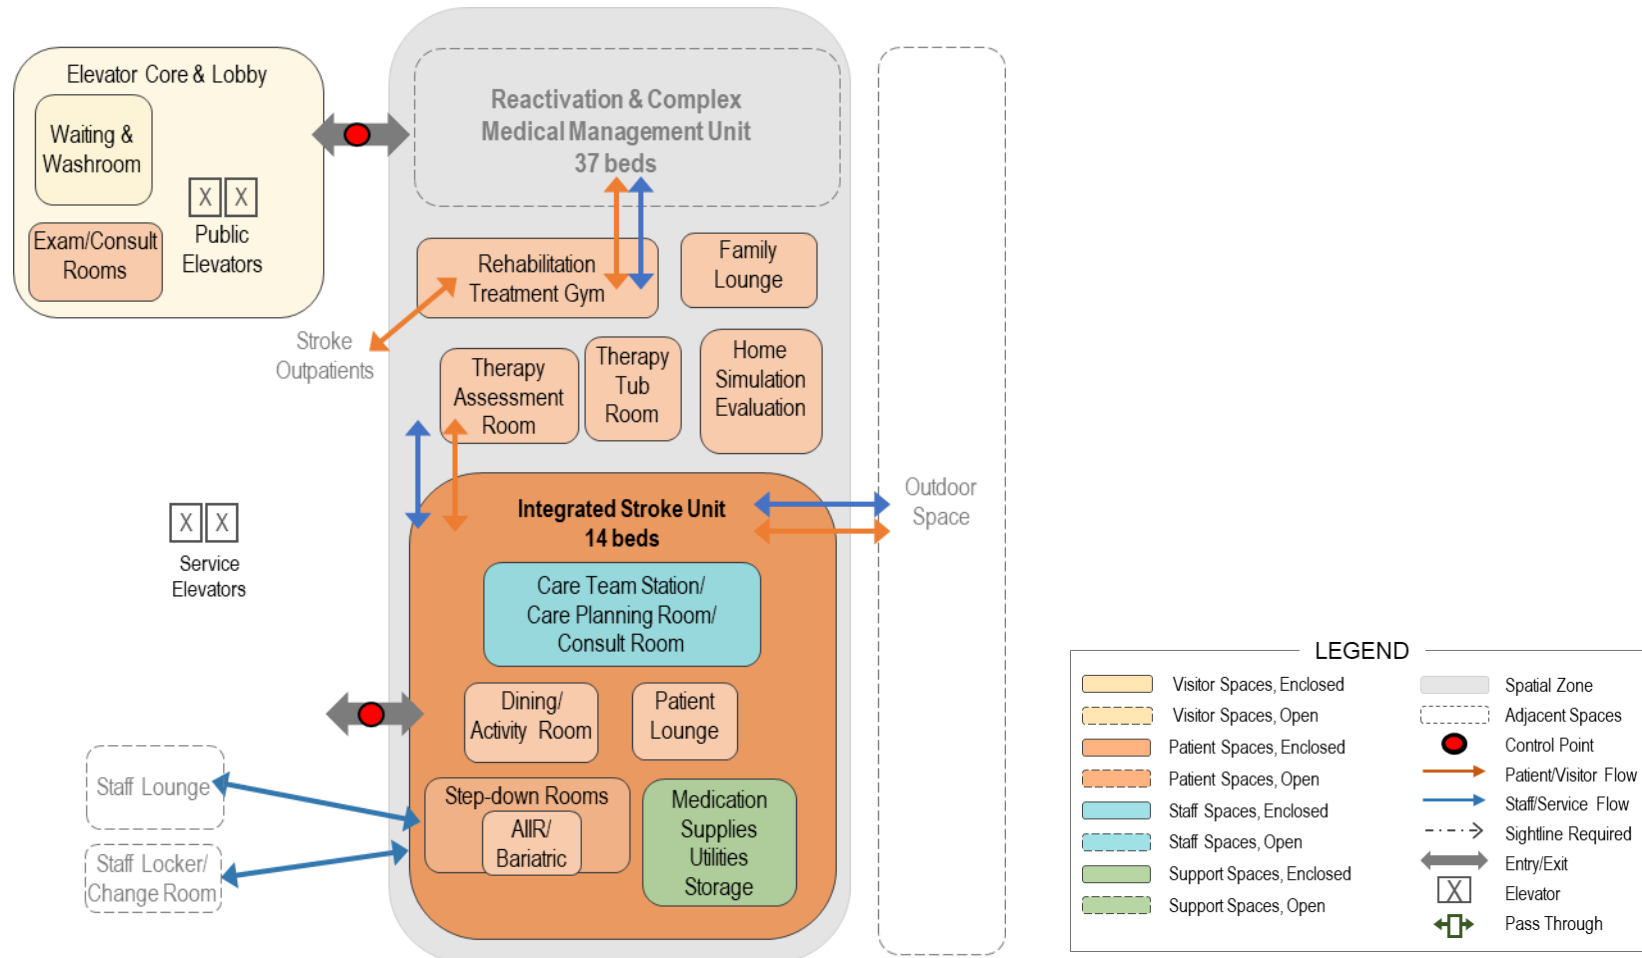 Elevator Core & Lobby
Waiting &
Washroom
X X
Public
Elevators
Exam/Consult
Rooms
Reactivation & Complex
Medical Management Unit
37 beds
Rehabilitation
Treatment Gym
Family
Lounge
Stroke
Outpatients
Therapy
Assessment
Room
Therapy
Tub
Room
Home
Simulation
Evaluation
X X
Service
Elevators
Integrated Stroke Unit
14 beds
Outdoor
Space
Care Team Station/
Care Planning Room/
Consult Room
Dining/
Activity Room
Patient
Lounge
Staff Lounge
Staff Locker/
Change Room
Step-down Rooms
AIIR/
Bariatric
Medication
Supplies
Utilities
Storage
LEGEND
Visitor Spaces, Enclosed
Visitor Spaces, Open
Patient Spaces, Enclosed
Patient Spaces, Open
Staff Spaces, Enclosed
Staff Spaces, Open
Support Spaces, Enclosed
Support Spaces, Open
Spatial Zone
Adjacent Spaces
Control Point
Patient/Visitor Flow
Staff/Service Flow
Sightline Required
Entry/Exit
X
Elevator
Pass Through